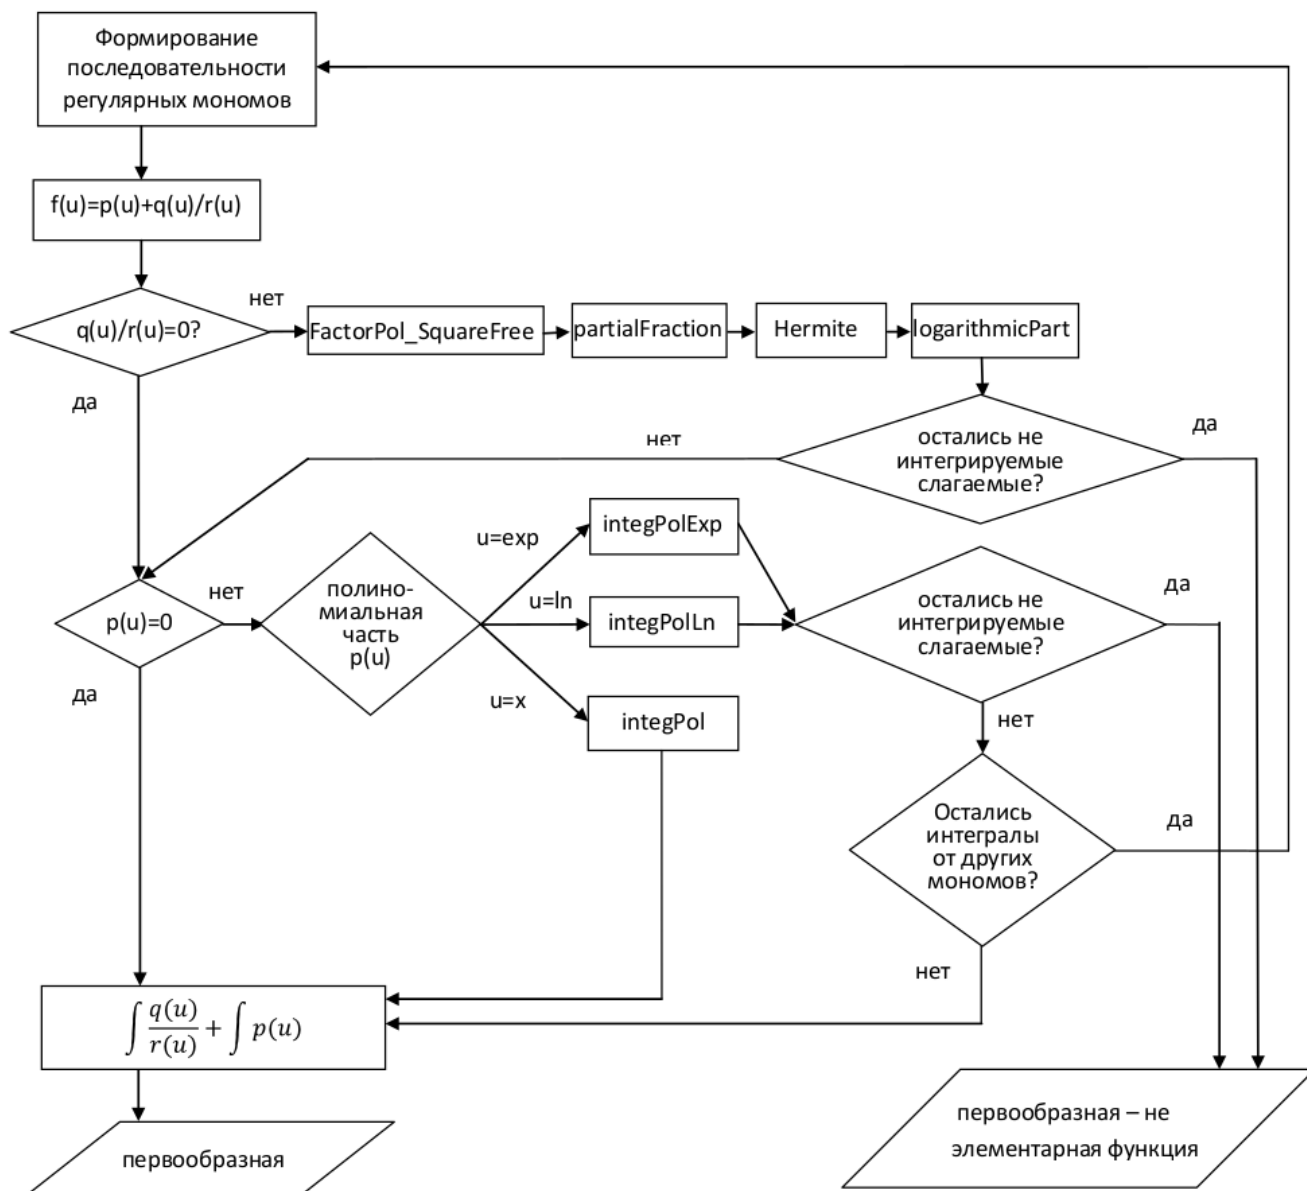 Формирование
последовательности
регулярных мономов
f(u)=p(u)+q(u)/r(u)
q(u)/r(u)=0?
нет
да
FactorPol_SquareFree
partialFraction
Hermite
logarithmicPart
остались не
интегрируемые
слагаемые?
нет
да
p(u)=0
нет
да
полино-
миальная
часть
p(u)
u=exp
u=ln
u=x
integPolExp
integPolLn
integPol
остались не
интегрируемые
слагаемые?
да
нет
Остались
интегралы
от других
мономов?
да
нет
∫ q(u)/r(u) + ∫ p(u)
первообразная
первообразная – не
элементарная функция